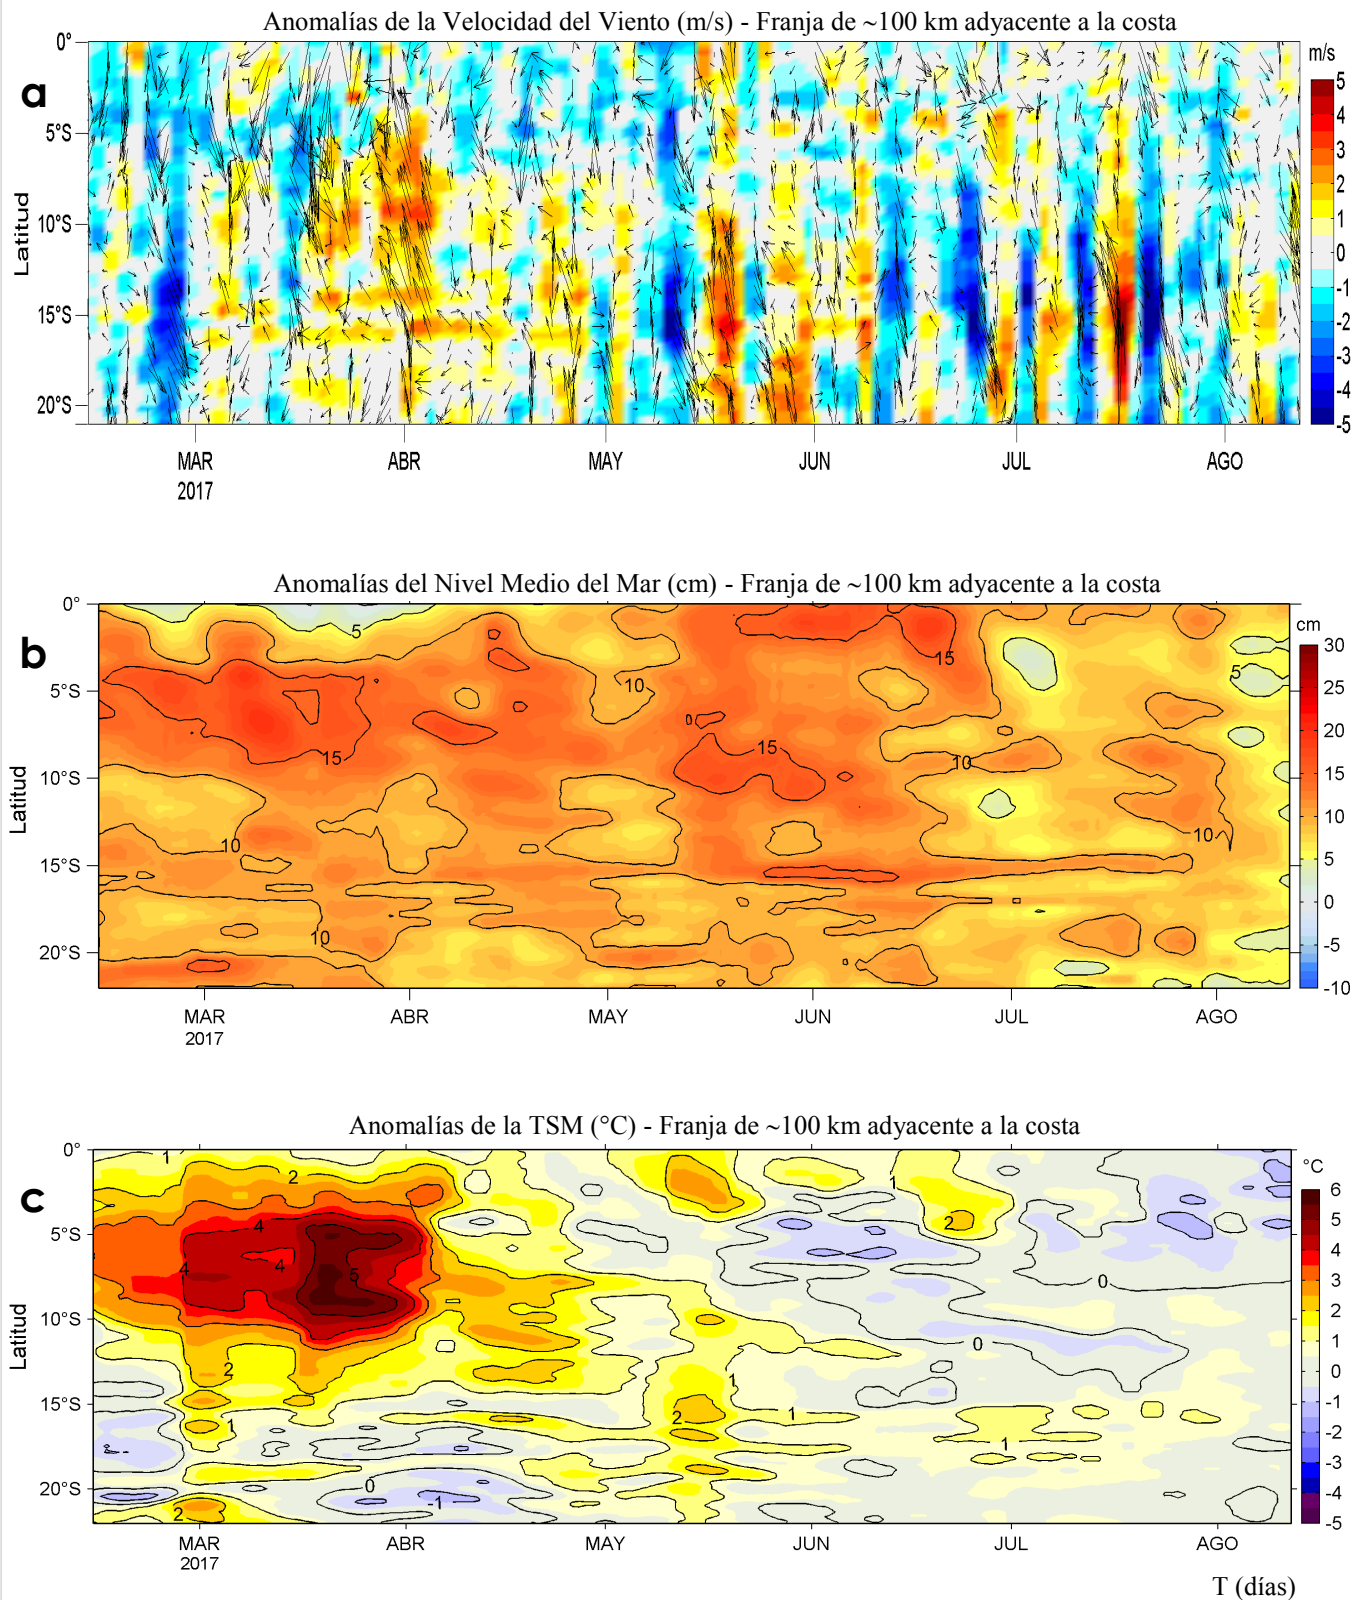 Anomalías de la Velocidad del Viento (m/s) - Franja de ~100 km adyacente a la costa
a
m/s
0°
5°S
10°S
15°S
20°S
Latitud
5
4
3
2
1
0
-1
-2
-3
-4
-5
MAR ABR MAY JUN JUL AGO
2017
Anomalías del Nivel Medio del Mar (cm) - Franja de ~100 km adyacente a la costa
b
cm
0°
5°S
10°S
15°S
20°S
Latitud
5
15
10
5
15
15
10
10
10
10
30
25
20
15
10
5
0
-5
-10
MAR ABR MAY JUN JUL AGO
2017
Anomalías de la TSM (°C) - Franja de ~100 km adyacente a la costa
c
°C
0°
5°S
10°S
15°S
20°S
Latitud
1
2
1
4
2
4
4
5
0
0
2
1
2
1
1
1
0
-1
2
6
5
4
3
2
1
0
-1
-2
-3
-4
-5
MAR ABR MAY JUN JUL AGO
2017
T (días)